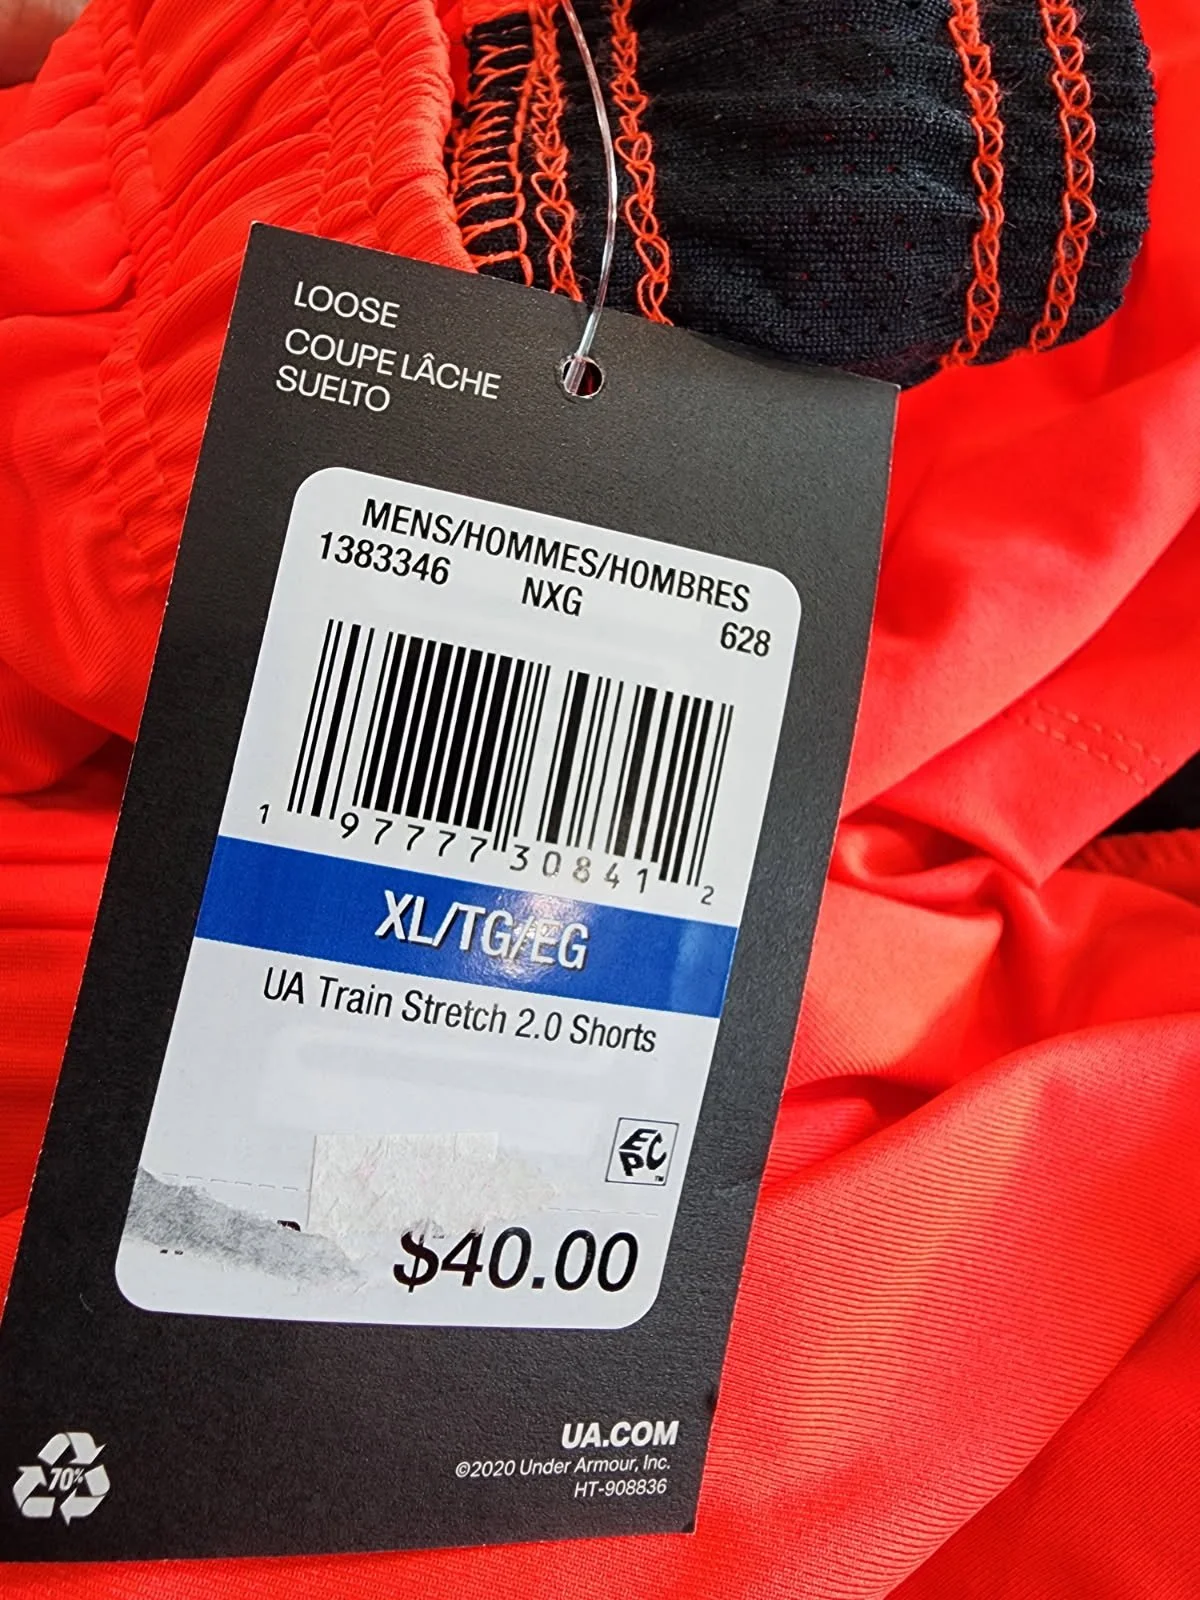 LOOSE
COUPE LÂCHE
SUELTO
MENS/HOMMES/HOMBRES
1383346 NXG 628
1 97777 30841 2
XL/TG/EG
UA Train Stretch 2.0 Shorts
EPC™
$40.00
70%
UA.COM
©2020 Under Armour, Inc.
HT-908836